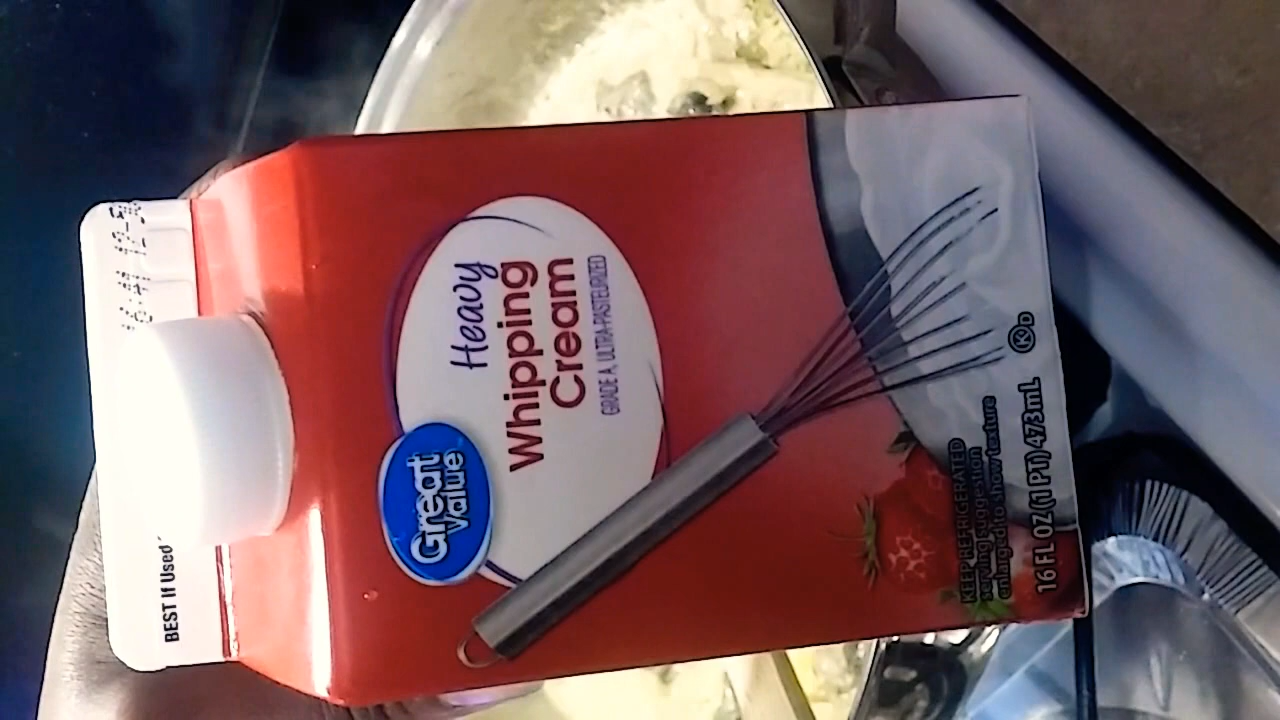 BEST If Used
Great
Value
Heavy
Whipping
Cream
GRADE A, ULTRA-PASTEURIZED
KEEP REFRIGERATED
serving suggestion
enlarged to show texture
16 FL OZ (1 PT) 473mL
K D